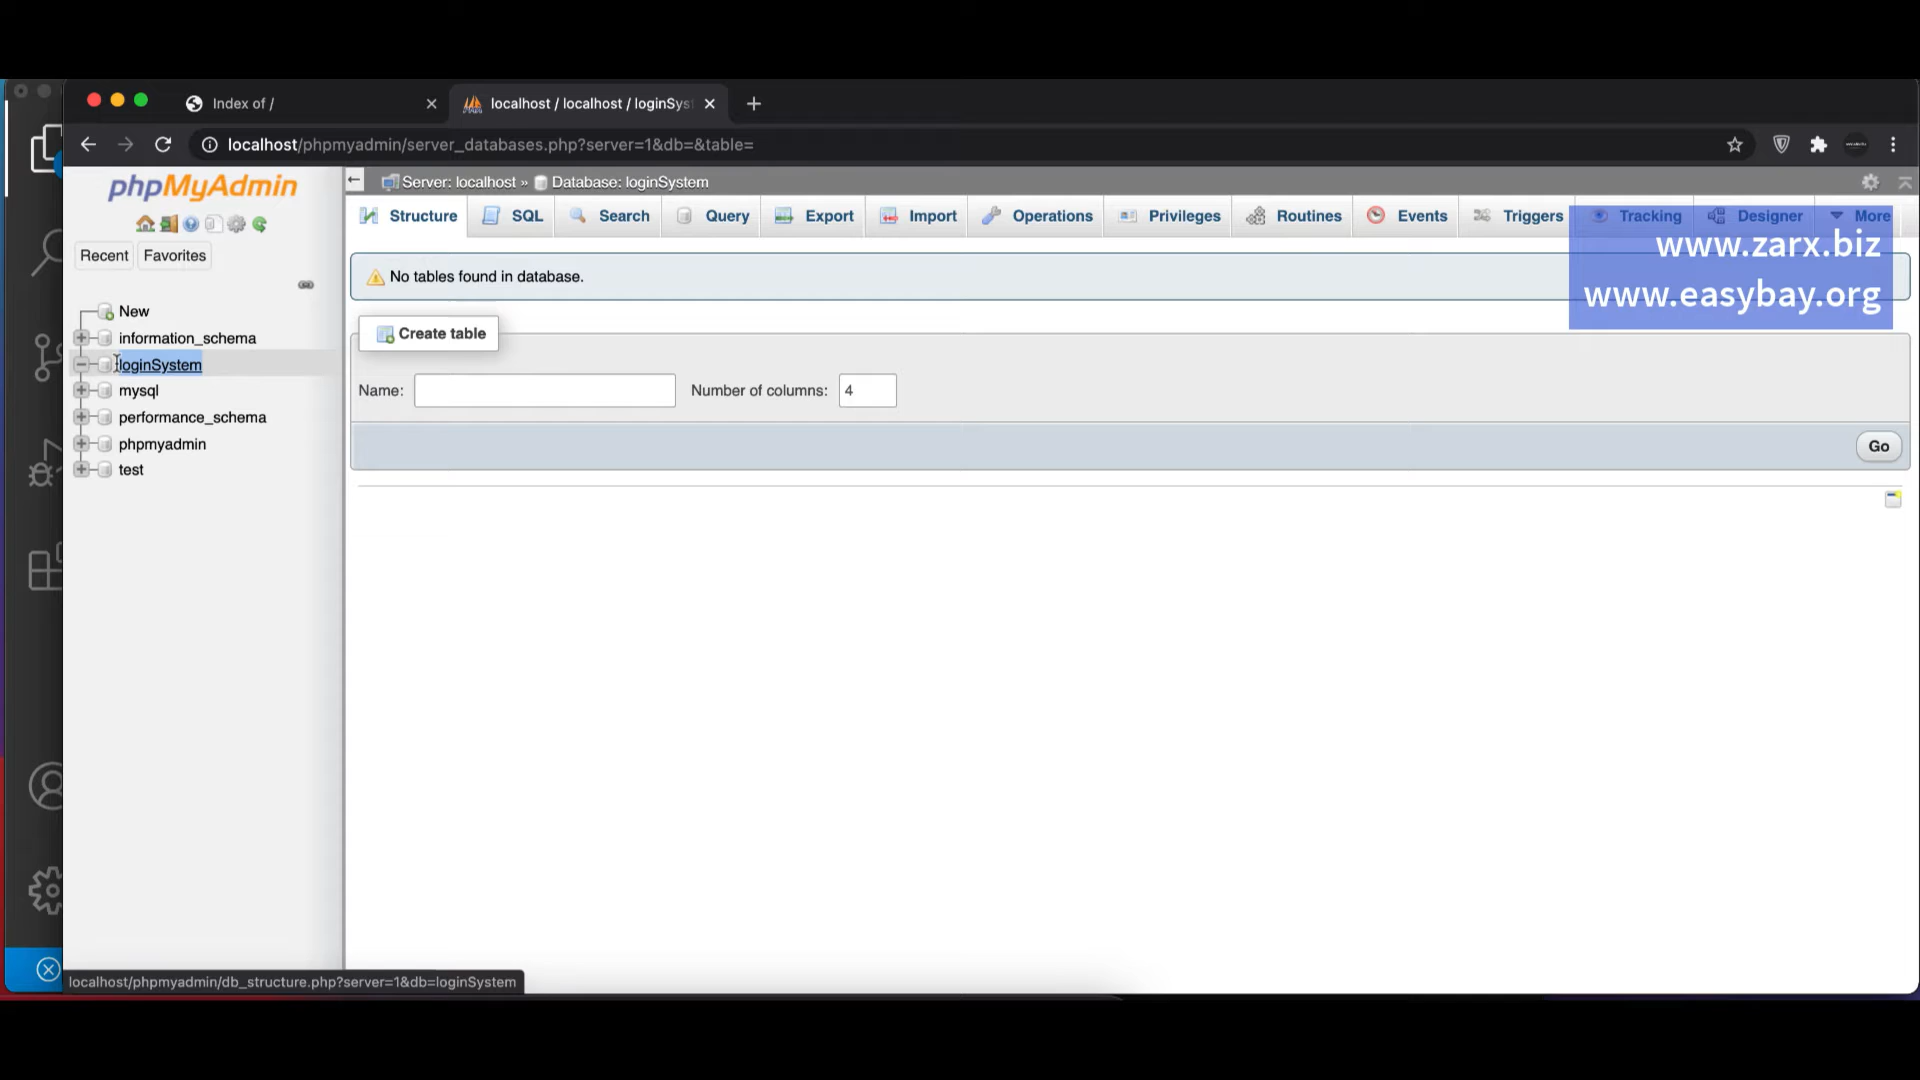 Index of /
localhost / localhost / loginSys
localhost/phpmyadmin/server_databases.php?server=1&db=&table=
phpMyAdmin
Recent
Favorites
New
information_schema
loginSystem
mysql
performance_schema
phpmyadmin
test
Server: localhost » Database: loginSystem
Structure
SQL
Search
Query
Export
Import
Operations
Privileges
Routines
Events
Triggers
Tracking
Designer
More
www.zarx.biz
www.easybay.org
No tables found in database.
Create table
Name:
Number of columns: 4
Go
localhost/phpmyadmin/db_structure.php?server=1&db=loginSystem